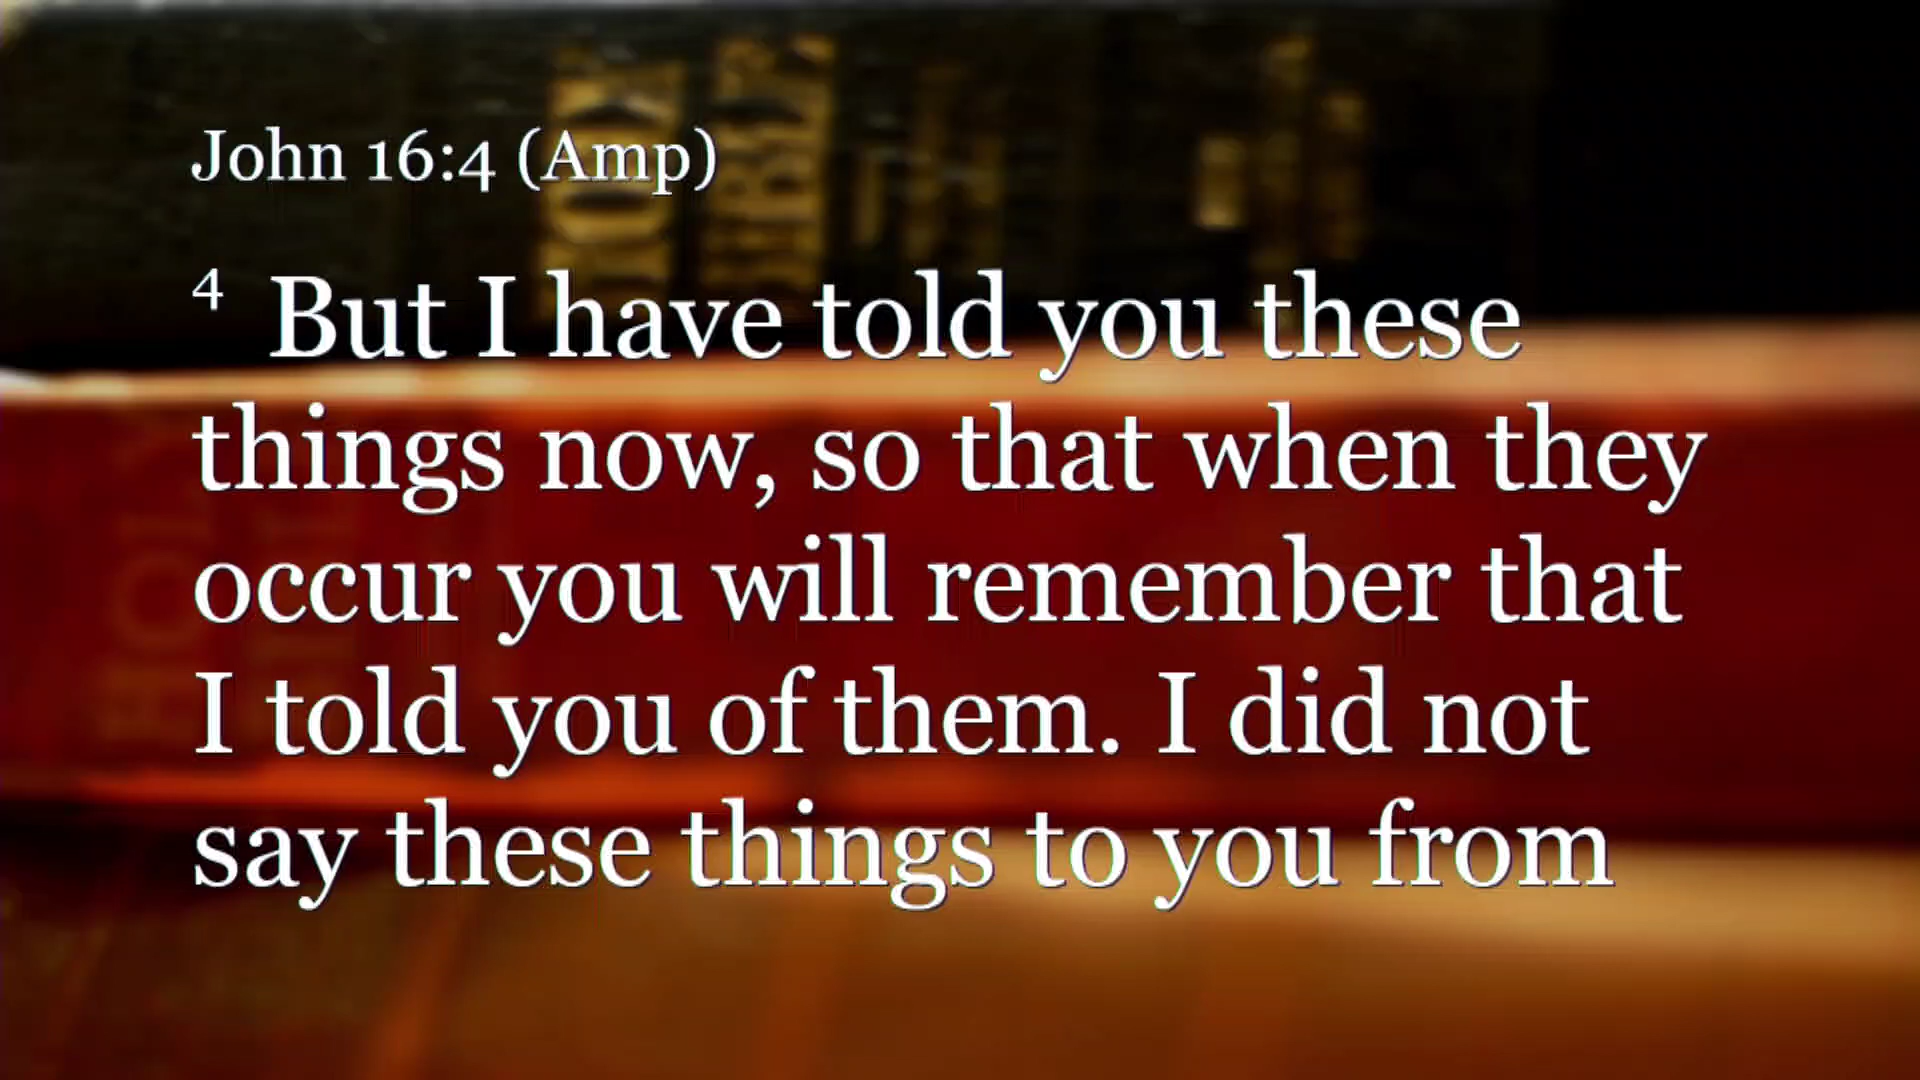 John 16:4 (Amp)
4 But I have told you these
things now, so that when they
occur you will remember that
I told you of them. I did not
say these things to you from